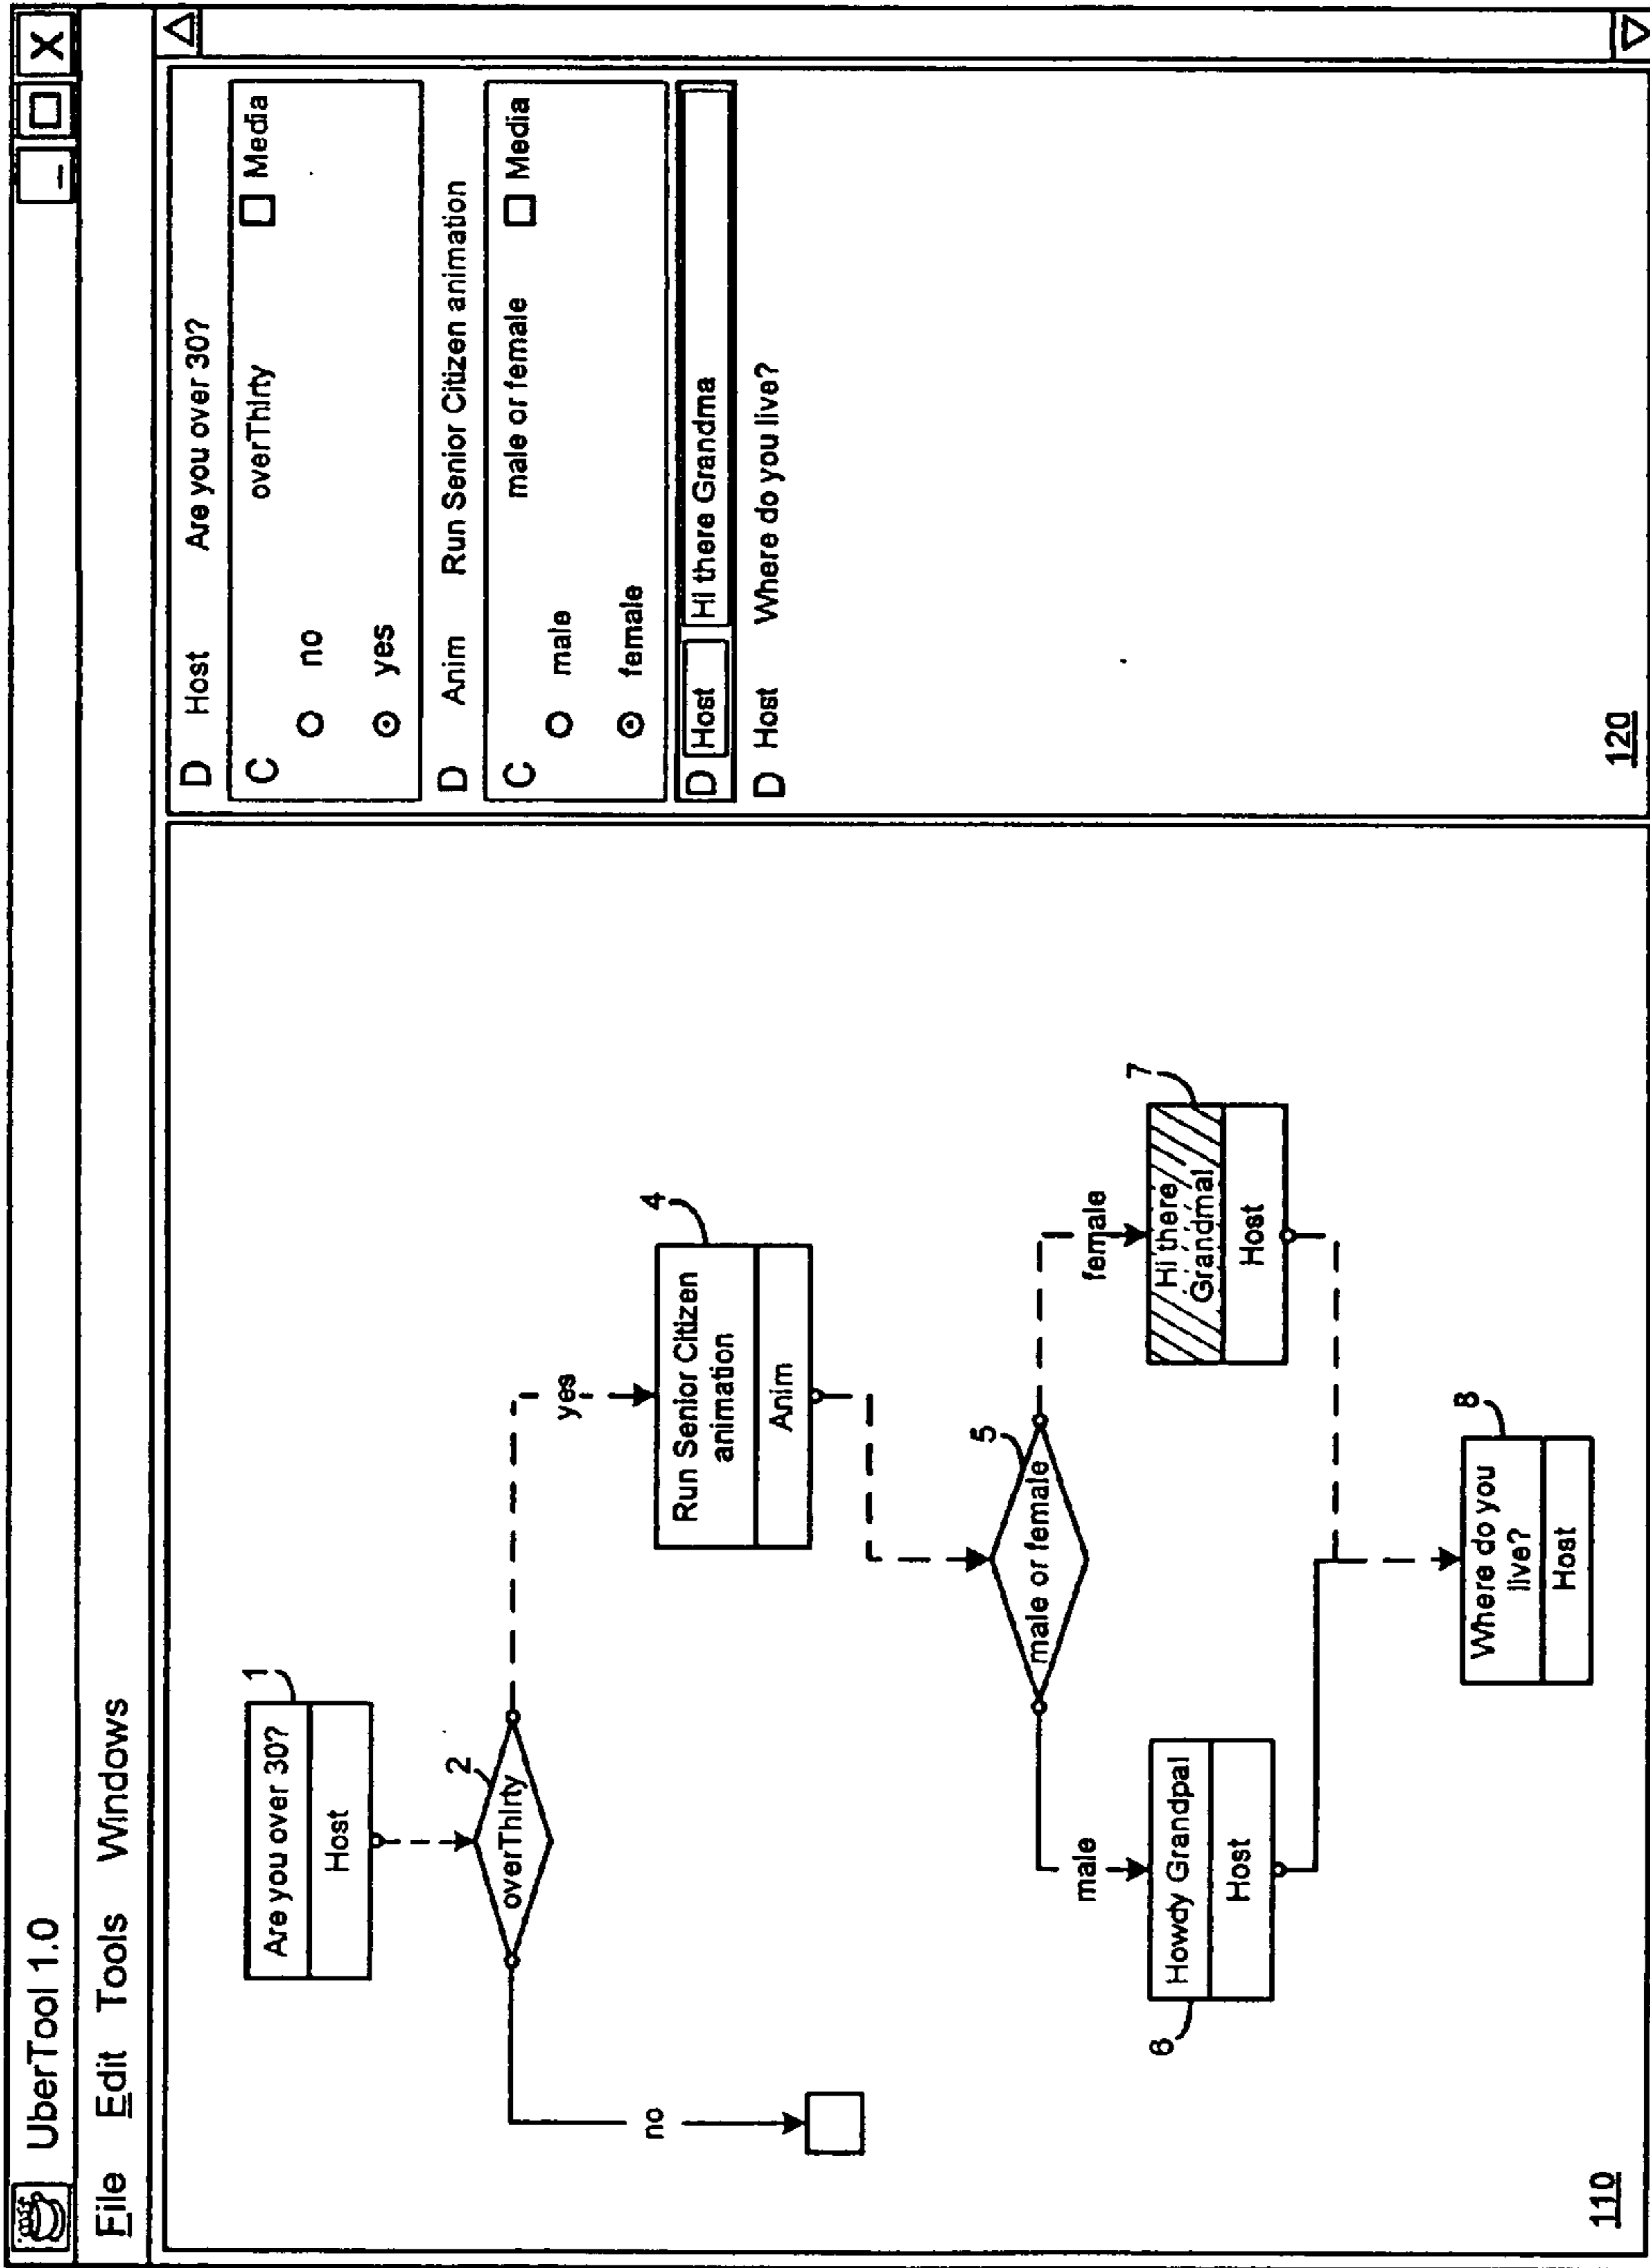 UberTool 1.0
_ □ X
File Edit Tools Windows
Are you over 30?
Host
1
overThirty
2
no
yes
Run Senior Citizen
animation
Anim
4
male or female
5
male
female
Howdy Grandpa!
Host
6
Hi there
Grandma!
Host
7
Where do you
live?
Host
8
110
D Host Are you over 30?
C overThirty Media
no
yes
D Anim Run Senior Citizen animation
C male or female Media
male
female
D Host Hi there Grandma
D Host Where do you live?
120